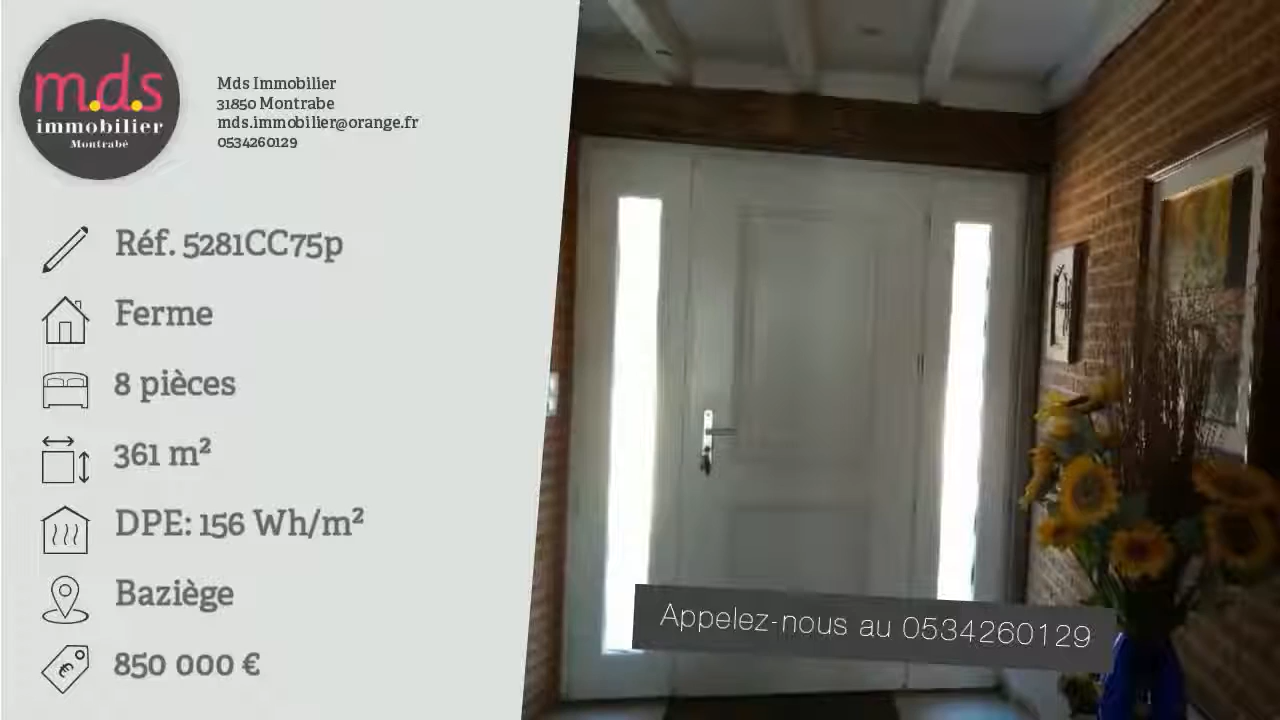 m.d.s
immobilier
Montrabé
Mds Immobilier
31850 Montrabe
mds.immobilier@orange.fr
0534260129
Réf. 5281CC75p
Ferme
8 pièces
361 m²
DPE: 156 Wh/m²
Baziège
850 000 €
Appelez-nous au 0534260129